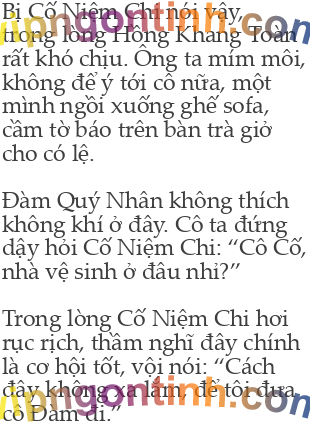 Bị Cố Niệm Chi nói vậy,
trong lòng Hồng Khang Toàn
rất khó chịu. Ông ta mím môi,
không để ý tới cô nữa, một
mình ngồi xuống ghế sofa,
cầm tờ báo trên bàn trà giở
cho có lệ.
Đàm Quý Nhân không thích
không khí ở đây. Cô ta đứng
dậy hỏi Cố Niệm Chi: “Cô Cố,
nhà vệ sinh ở đâu nhỉ?”
Trong lòng Cố Niệm Chi hơi
rục rịch, thầm nghĩ đây chính
là cơ hội tốt, vội nói: “Cách
đây không xa lắm, để tôi đưa
cô Đàm đi.”
vipngontinh.com
vipngontinh.com